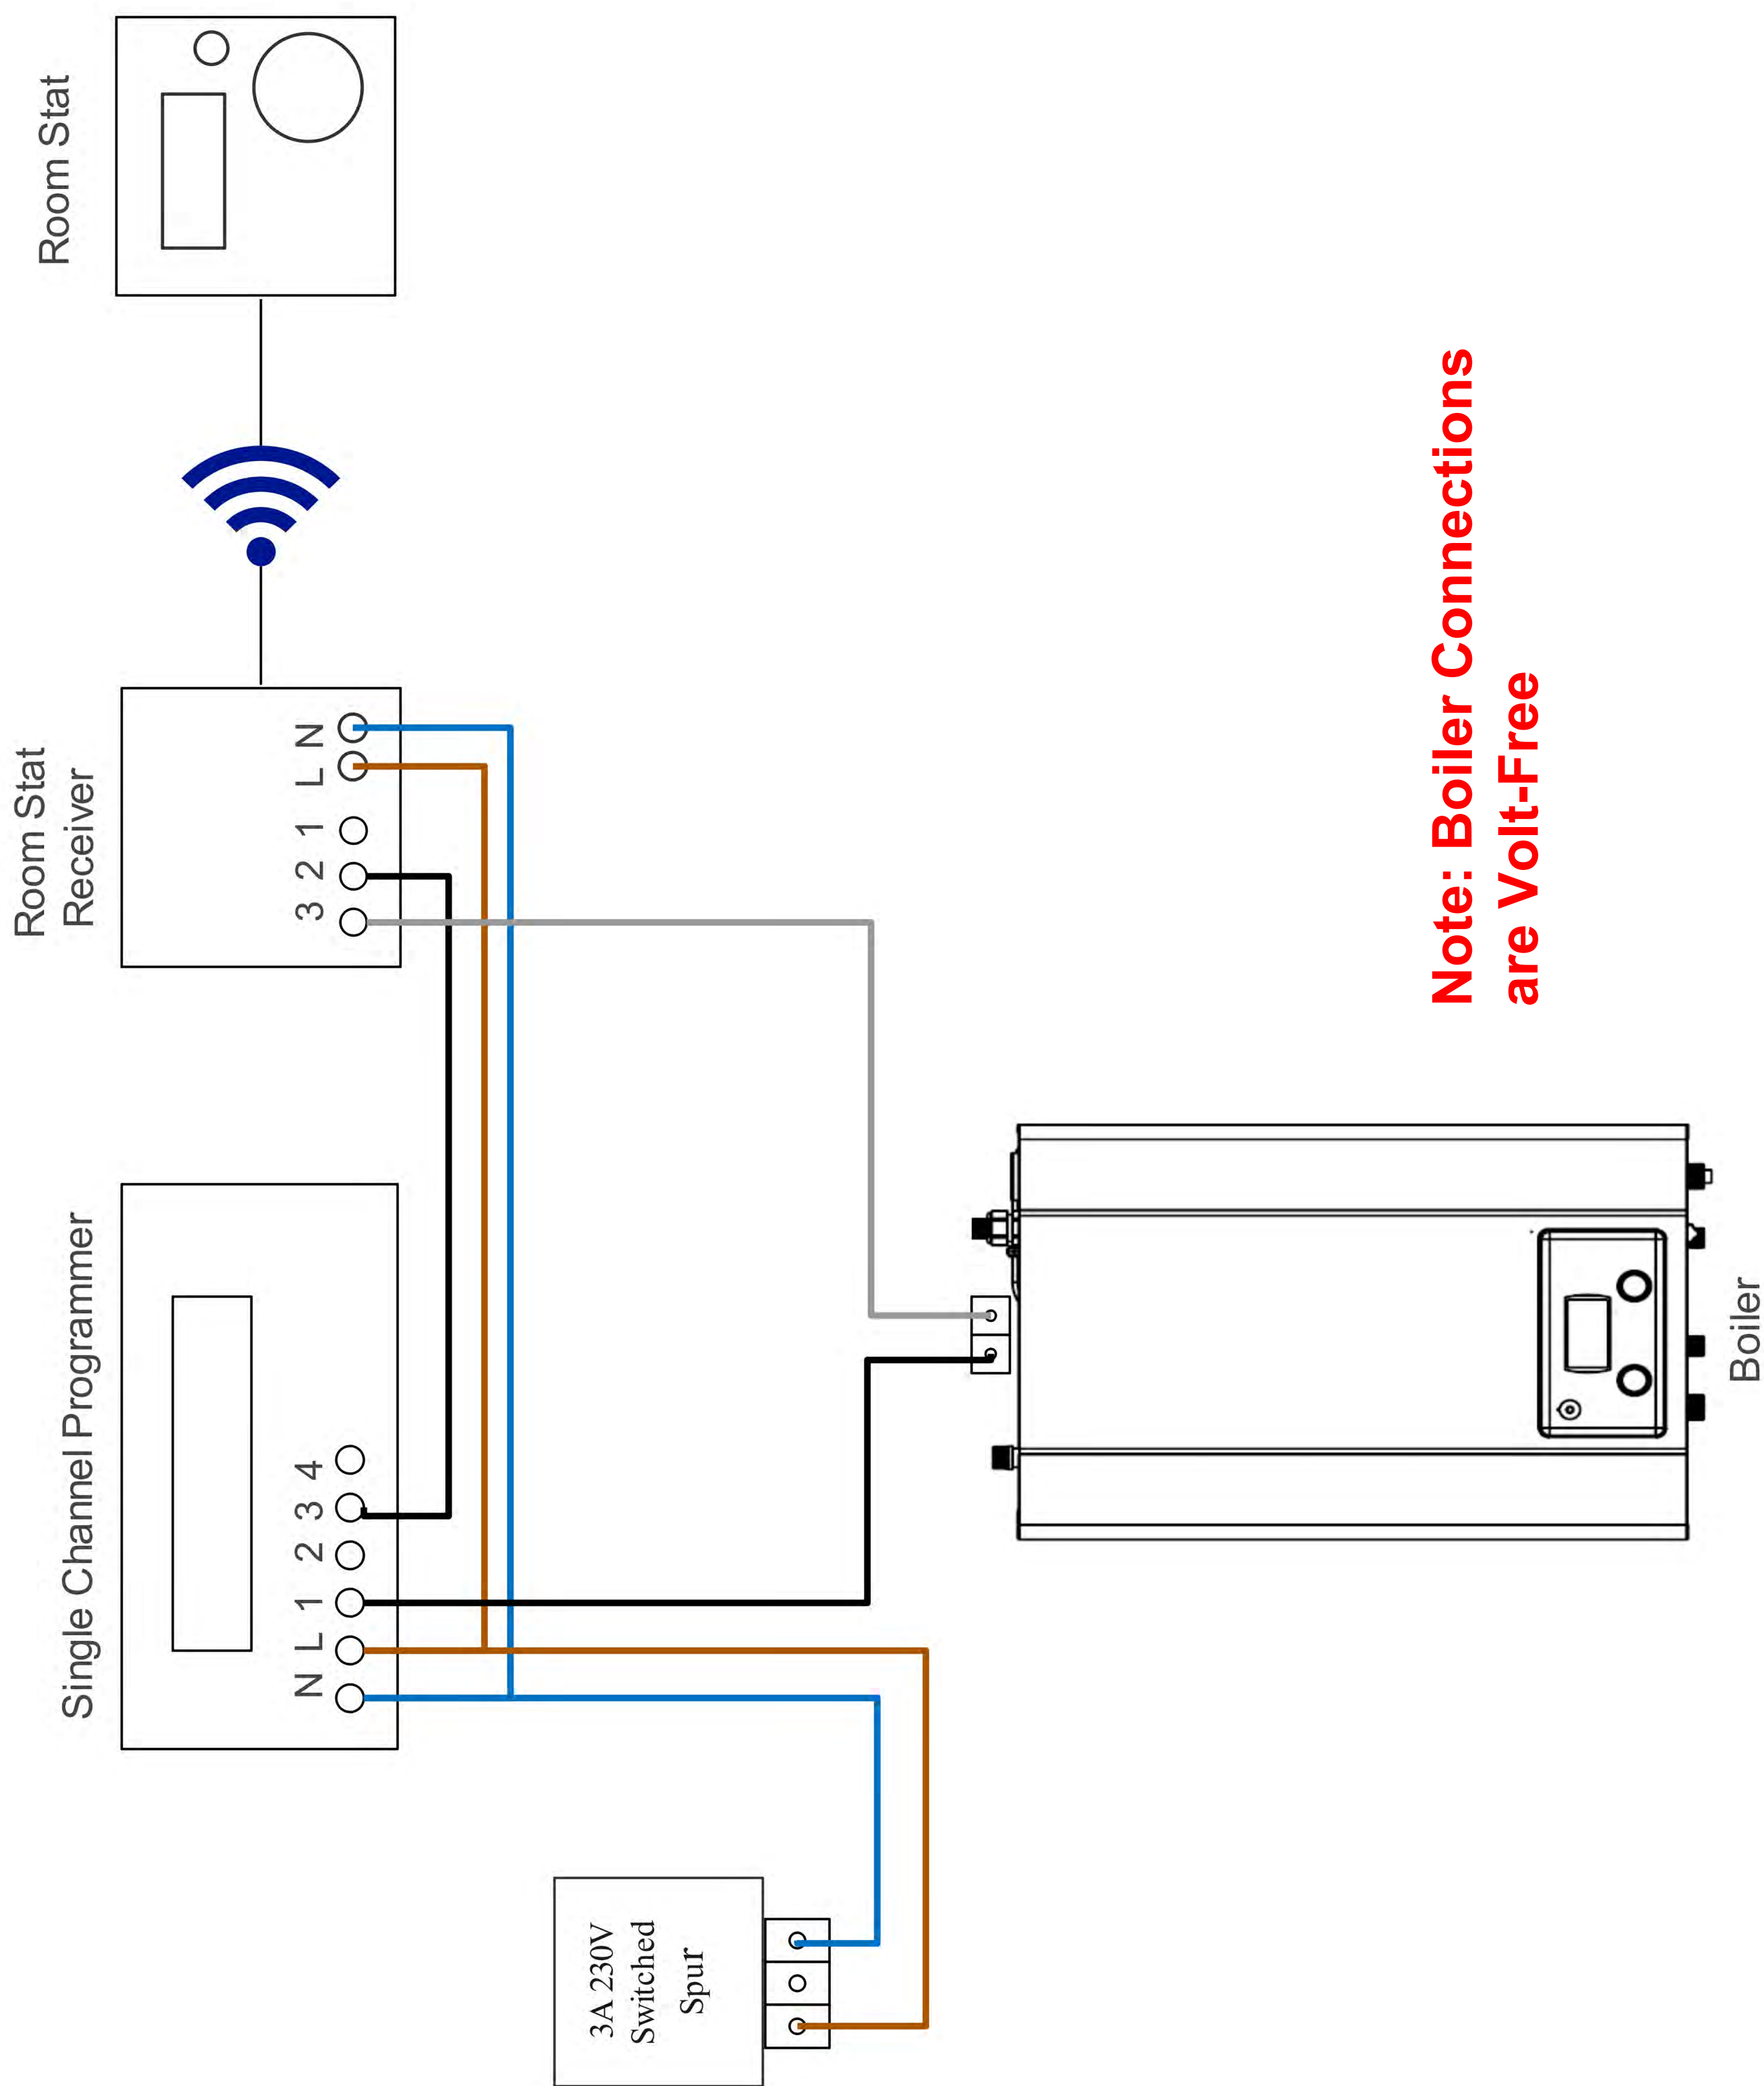 Single Channel Programmer
N L 1 2 3 4
Room Stat
Receiver
3 2 1 L N
Room Stat
3A 230V
Switched
Spur
Boiler
Note: Boiler Connections
are Volt-Free